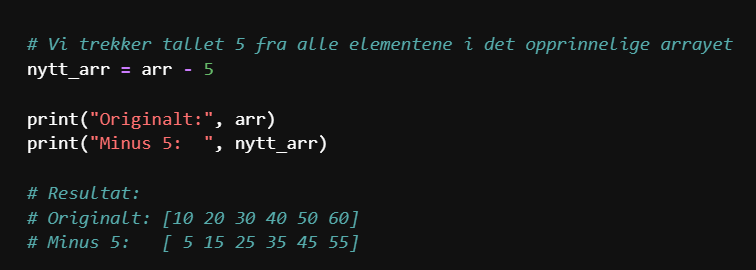 # Vi trekker tallet 5 fra alle elementene i det opprinnelige arrayet
nytt_arr = arr - 5
print("Originalt:", arr)
print("Minus 5:  ", nytt_arr)
# Resultat:
# Originalt: [10 20 30 40 50 60]
# Minus 5:   [ 5 15 25 35 45 55]